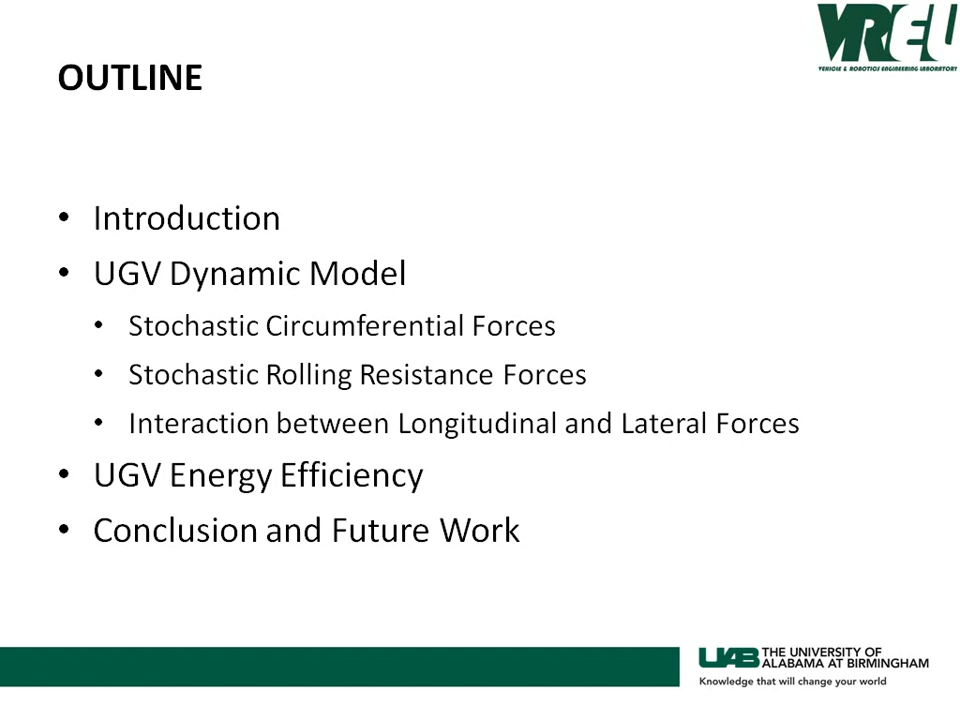 VREL
VEHICLE & ROBOTICS ENGINEERING LABORATORY
OUTLINE
• Introduction
• UGV Dynamic Model
• Stochastic Circumferential Forces
• Stochastic Rolling Resistance Forces
• Interaction between Longitudinal and Lateral Forces
• UGV Energy Efficiency
• Conclusion and Future Work
UAB THE UNIVERSITY OF
ALABAMA AT BIRMINGHAM
Knowledge that will change your world